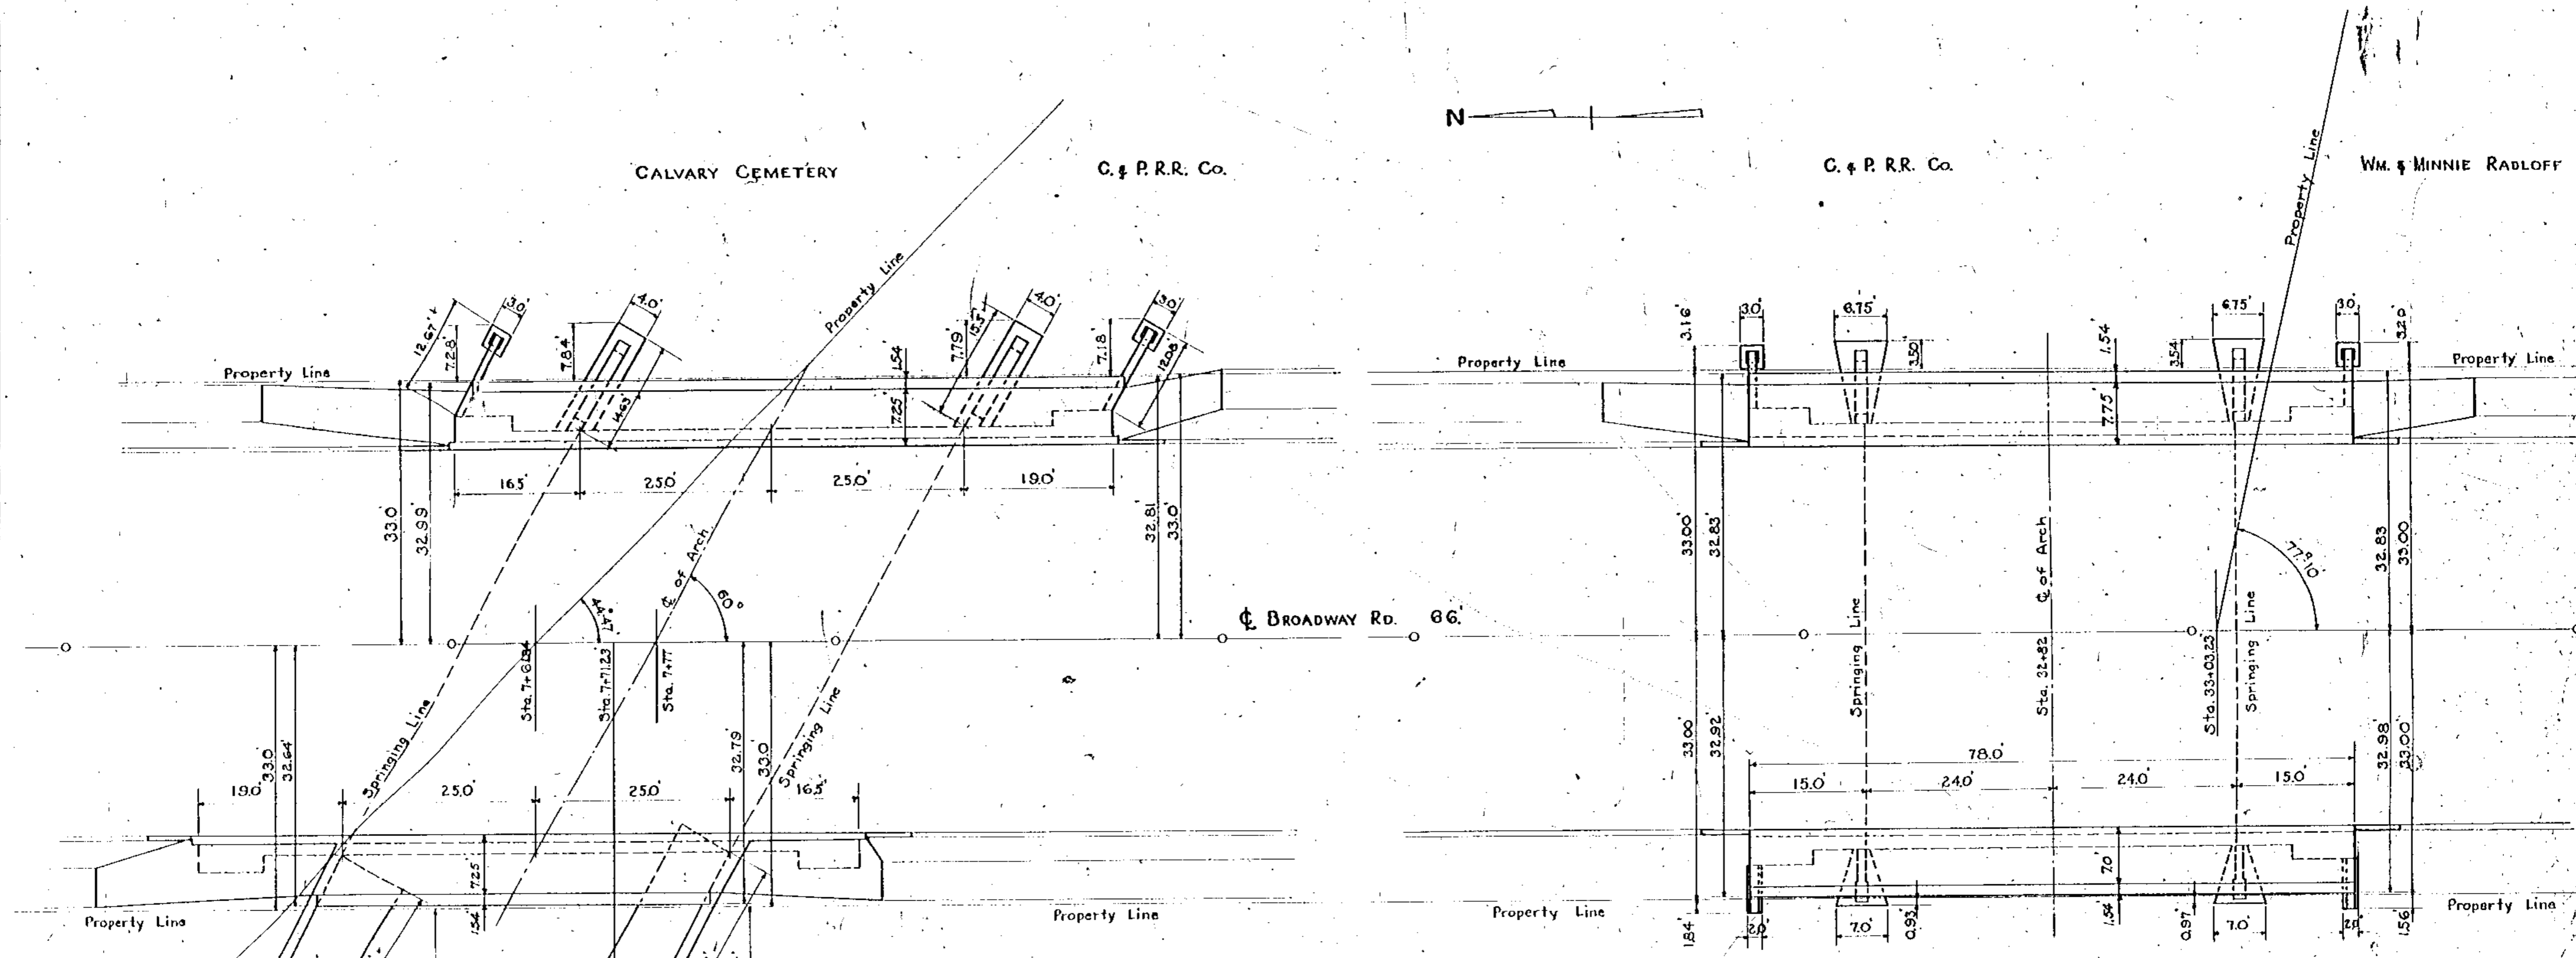 N
CALVARY CEMETERY
C. & P. R.R. Co.
C. & P. R.R. Co.
WM. & MINNIE RADLOFF
Property Line
Property Line
3.0'
4.0'
4.0'
3.0'
12.67'
7.28'
7.84'
1.54'
7.79'
15.5'
7.18'
12.08'
Property Line
14.63'
7.25'
16.5'
25.0'
25.0'
19.0'
33.0'
32.99'
32.81'
33.0'
℄ of Arch
60°
44°47'
℄ BROADWAY RD. 66'
Sta. 7+71.23
Sta. 7+77
Springing Line
Springing Line
33.0'
32.64'
32.79'
33.0'
19.0'
25.0'
25.0'
16.5'
7.25'
1.54'
Property Line
Property Line
3.16'
3.0'
6.75'
6.75'
3.0'
3.20'
3.50'
1.54'
3.54'
Property Line
Property Line
7.75'
33.00'
32.83'
℄ of Arch
77°10'
32.83
33.00
Springing Line
Sta. 32+82
Sta. 33+03.23
Springing Line
33.00'
32.92'
32.98'
33.00'
78.0'
15.0'
24.0'
24.0'
15.0'
7.0'
Property Line
Property Line
1.84'
2.0'
7.0'
0.93'
1.54'
0.97'
7.0'
2.0'
1.56'